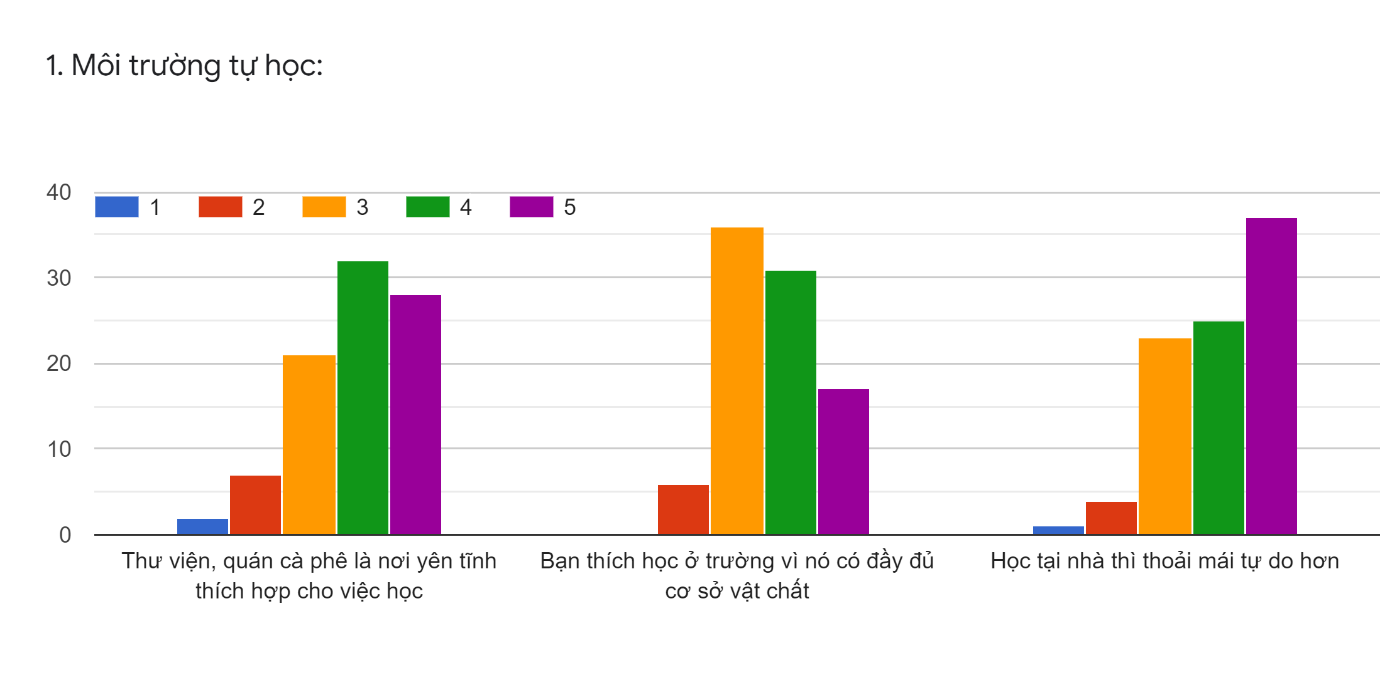 1. Môi trường tự học:
40
1 2 3 4 5
30
20
10
0
Thư viện, quán cà phê là nơi yên tĩnh
thích hợp cho việc học
Bạn thích học ở trường vì nó có đầy đủ
cơ sở vật chất
Học tại nhà thì thoải mái tự do hơn